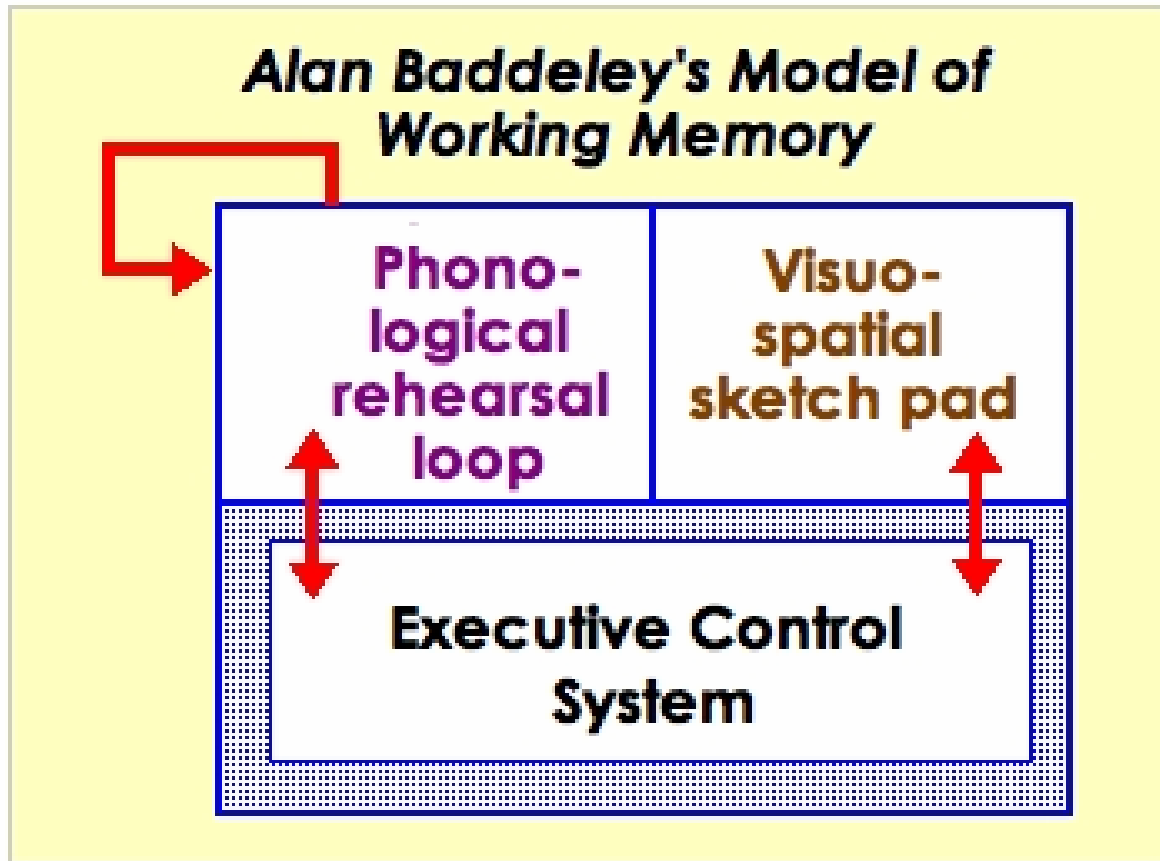 Alan Baddeley's Model of
Working Memory
Phono-
logical
rehearsal
loop
Visuo-
spatial
sketch pad
Executive Control
System